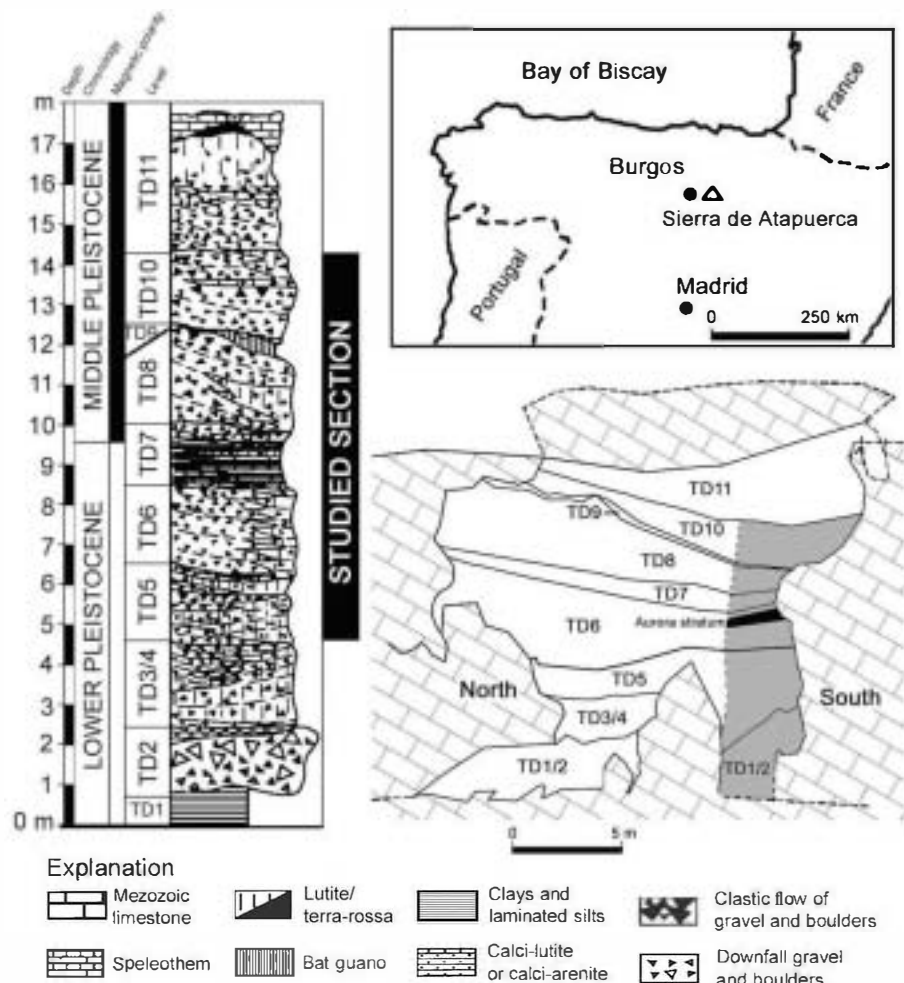 Depth
Chronology
Magnetic polarity
Level
m
17
16
15
14
13
12
11
10
9
8
7
6
5
4
3
2
1
0 m
MIDDLE PLEISTOCENE
LOWER PLEISTOCENE
TD11
TD10
TD9
TD8
TD7
TD6
TD5
TD3/4
TD2
TD1
STUDIED SECTION
Bay of Biscay
France
Burgos
Sierra de Atapuerca
Portugal
Madrid
0 250 km
TD11
TD9
TD10
TD8
TD7
Aurora stratum
TD6
TD5
North
South
TD3/4
TD1/2
TD1/2
0 5 m
Explanation
Mezozoic
limestone
Lutite/
terra-rossa
Clays and
laminated silts
Clastic flow of
gravel and boulders
Speleothem
Bat guano
Calci-lutite
or calci-arenite
Downfall gravel
and boulders